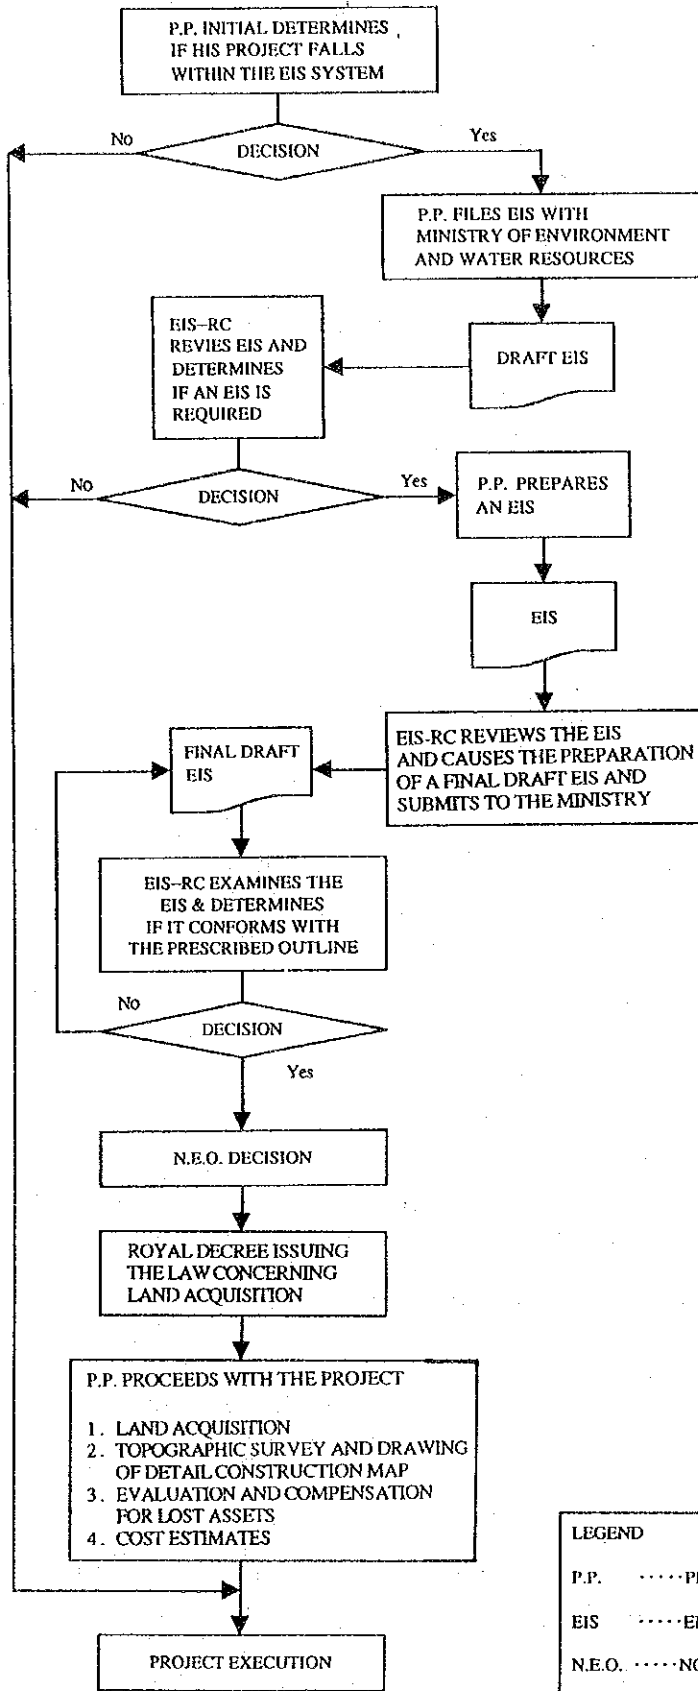 P.P. INITIAL DETERMINES
IF HIS PROJECT FALLS
WITHIN THE EIS SYSTEM
No
DECISION
Yes
P.P. FILES EIS WITH
MINISTRY OF ENVIRONMENT
AND WATER RESOURCES
EIS-RC
REVIES EIS AND
DETERMINES
IF AN EIS IS
REQUIRED
DRAFT EIS
No
DECISION
Yes
P.P. PREPARES
AN EIS
EIS
EIS-RC REVIEWS THE EIS
AND CAUSES THE PREPARATION
OF A FINAL DRAFT EIS AND
SUBMITS TO THE MINISTRY
FINAL DRAFT
EIS
EIS-RC EXAMINES THE
EIS & DETERMINES
IF IT CONFORMS WITH
THE PRESCRIBED OUTLINE
No
DECISION
Yes
N.E.O. DECISION
ROYAL DECREE ISSUING
THE LAW CONCERNING
LAND ACQUISITION
P.P. PROCEEDS WITH THE PROJECT
1. LAND ACQUISITION
2. TOPOGRAPHIC SURVEY AND DRAWING
OF DETAIL CONSTRUCTION MAP
3. EVALUATION AND COMPENSATION
FOR LOST ASSETS
4. COST ESTIMATES
PROJECT EXECUTION
LEGEND
P.P. .....
EIS .....
N.E.O. .....